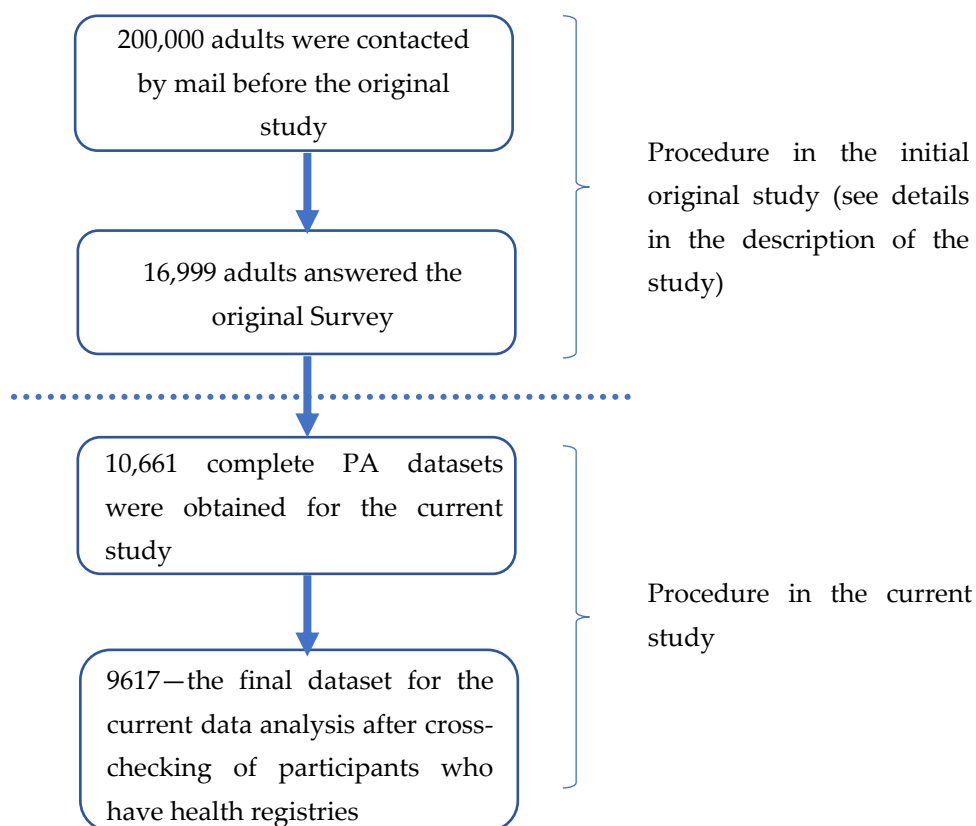 200,000 adults were contacted
by mail before the original
study
Procedure in the initial
original study (see details
in the description of the
study)
16,999 adults answered the
original Survey
10,661 complete PA datasets
were obtained for the current
study
Procedure in the current
study
9617—the final dataset for the
current data analysis after cross-
checking of participants who
have health registries